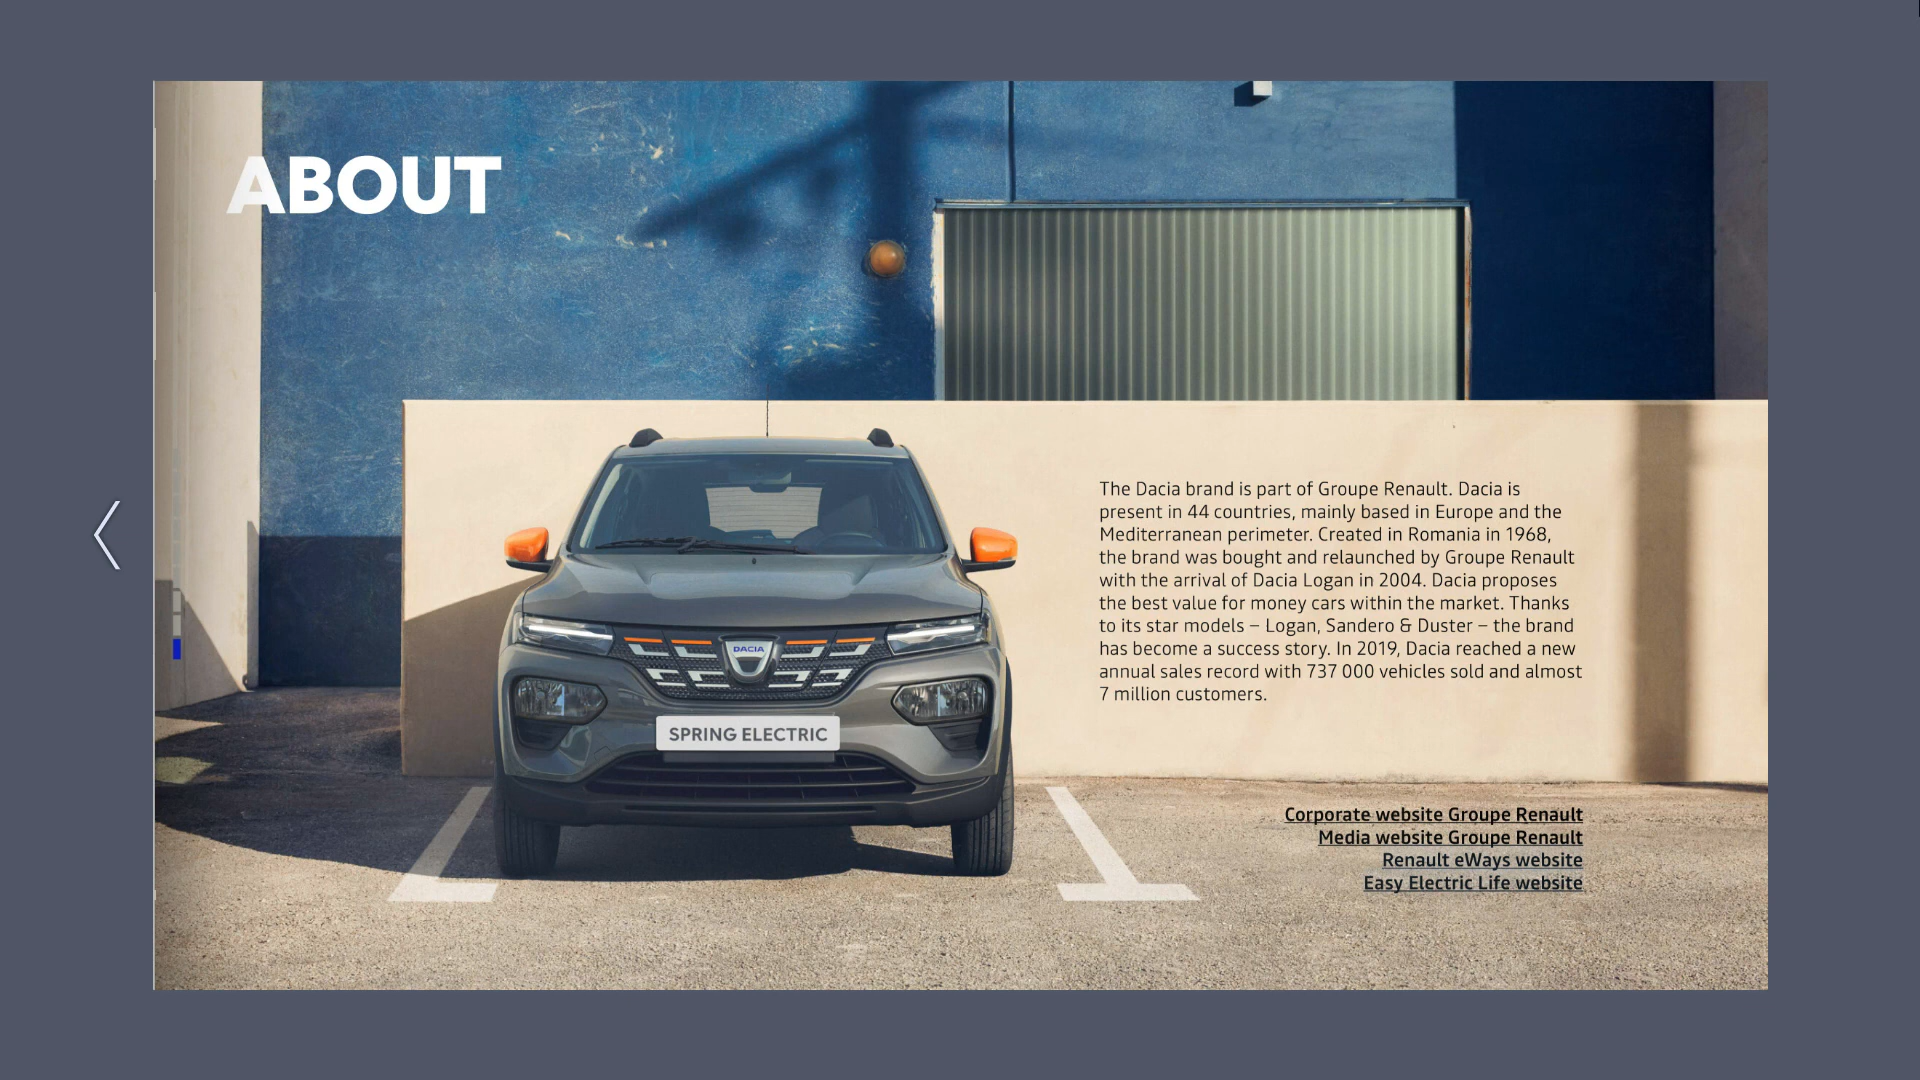 ABOUT
The Dacia brand is part of Groupe Renault. Dacia is
present in 44 countries, mainly based in Europe and the
Mediterranean perimeter. Created in Romania in 1968,
the brand was bought and relaunched by Groupe Renault
with the arrival of Dacia Logan in 2004. Dacia proposes
the best value for money cars within the market. Thanks
to its star models – Logan, Sandero & Duster – the brand
has become a success story. In 2019, Dacia reached a new
annual sales record with 737 000 vehicles sold and almost
7 million customers.
DACIA
SPRING ELECTRIC
Corporate website Groupe Renault
Media website Groupe Renault
Renault eWays website
Easy Electric Life website